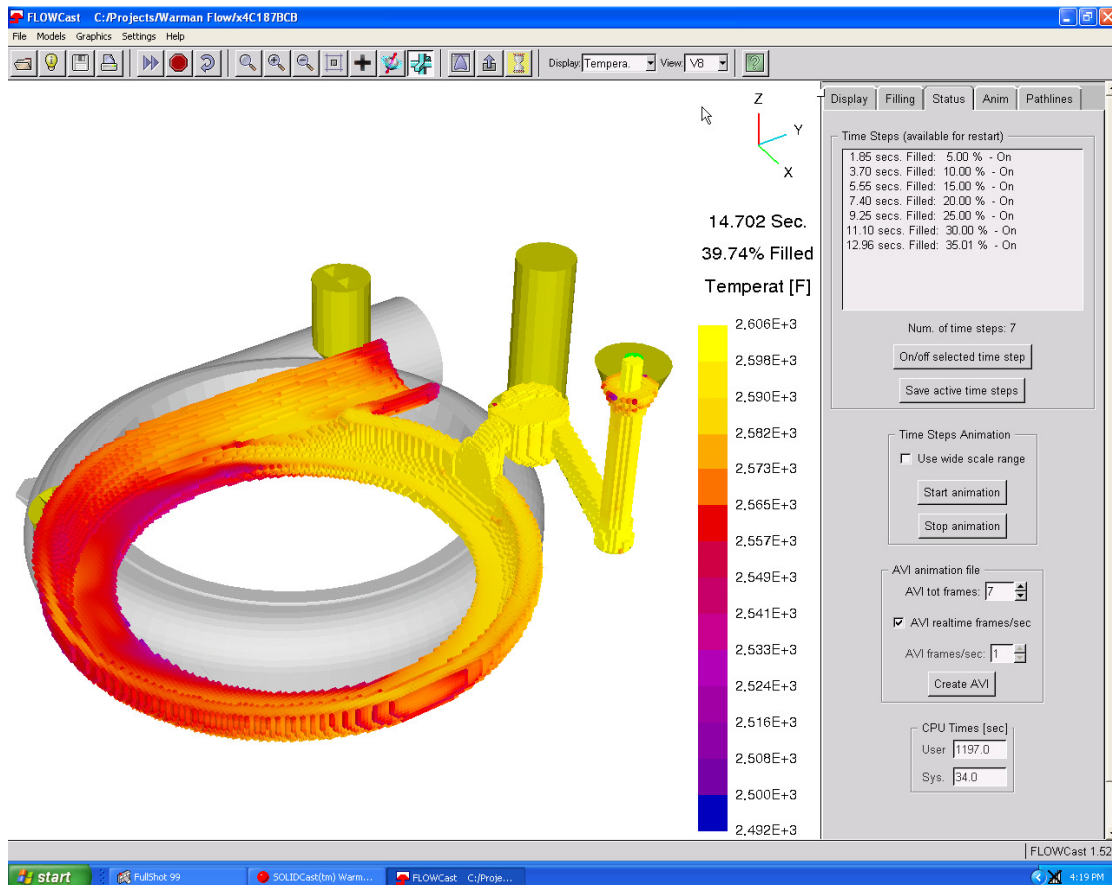 FLOWCast C:/Projects/Warman Flow/x4C187BCB
File Models Graphics Settings Help
Display: Tempera. View: V8
Display Filling Status Anim Pathlines
Z
Y
X
14.702 Sec.
39.74% Filled
Temperat [F]
2.606E+3
2.598E+3
2.590E+3
2.582E+3
2.573E+3
2.565E+3
2.557E+3
2.549E+3
2.541E+3
2.533E+3
2.524E+3
2.516E+3
2.508E+3
2.500E+3
2.492E+3
Time Steps (available for restart)
1.85 secs. Filled: 5.00 % - On
3.70 secs. Filled: 10.00 % - On
5.55 secs. Filled: 15.00 % - On
7.40 secs. Filled: 20.00 % - On
9.25 secs. Filled: 25.00 % - On
11.10 secs. Filled: 30.00 % - On
12.96 secs. Filled: 35.01 % - On
Num. of time steps: 7
On/off selected time step
Save active time steps
Time Steps Animation
Use wide scale range
Start animation
Stop animation
AVI animation file
AVI tot frames: 7
AVI realtime frames/sec
AVI frames/sec: 1
Create AVI
CPU Times [sec]
User 1197.0
Sys. 34.0
FLOWCast 1.52
start FullShot 99 SOLIDCast(tm) Warm... FLOWCast C:/Proje... 4:19 PM